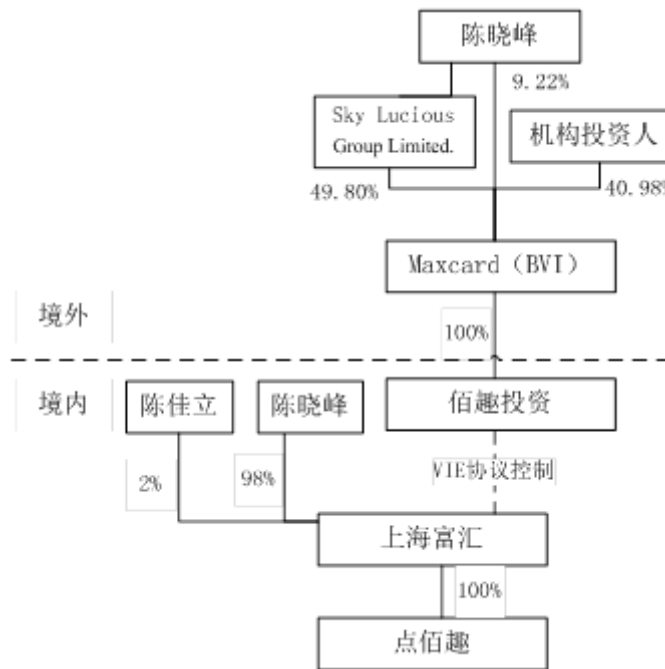 陈晓峰
9.22%
Sky Lucious
Group Limited.
机构投资人
49.80%
40.98%
Maxcard（BVI）
境外
100%
境内
陈佳立
陈晓峰
佰趣投资
2%
98%
VIE协议控制
上海富汇
100%
点佰趣